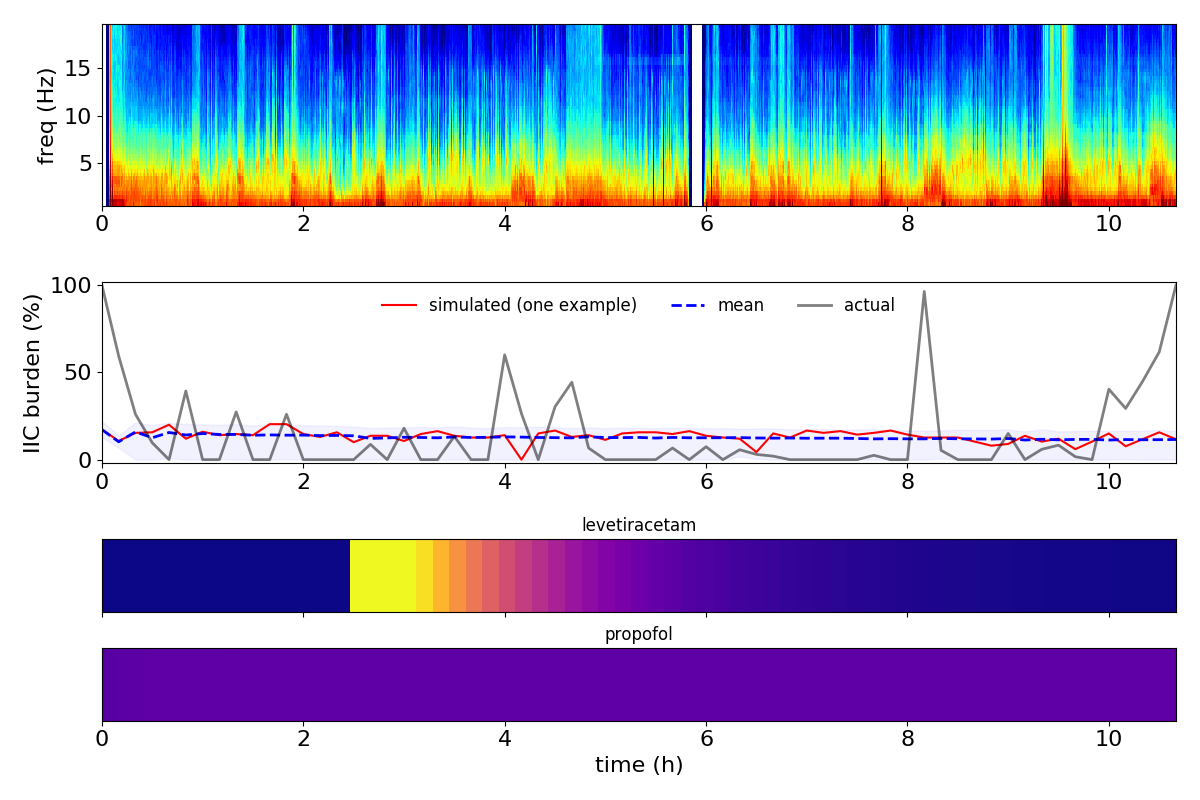 freq (Hz)
15
10
5
0 2 4 6 8 10
IIC burden (%)
100
50
0
simulated (one example) mean actual
0 2 4 6 8 10
levetiracetam
propofol
0 2 4 6 8 10
time (h)